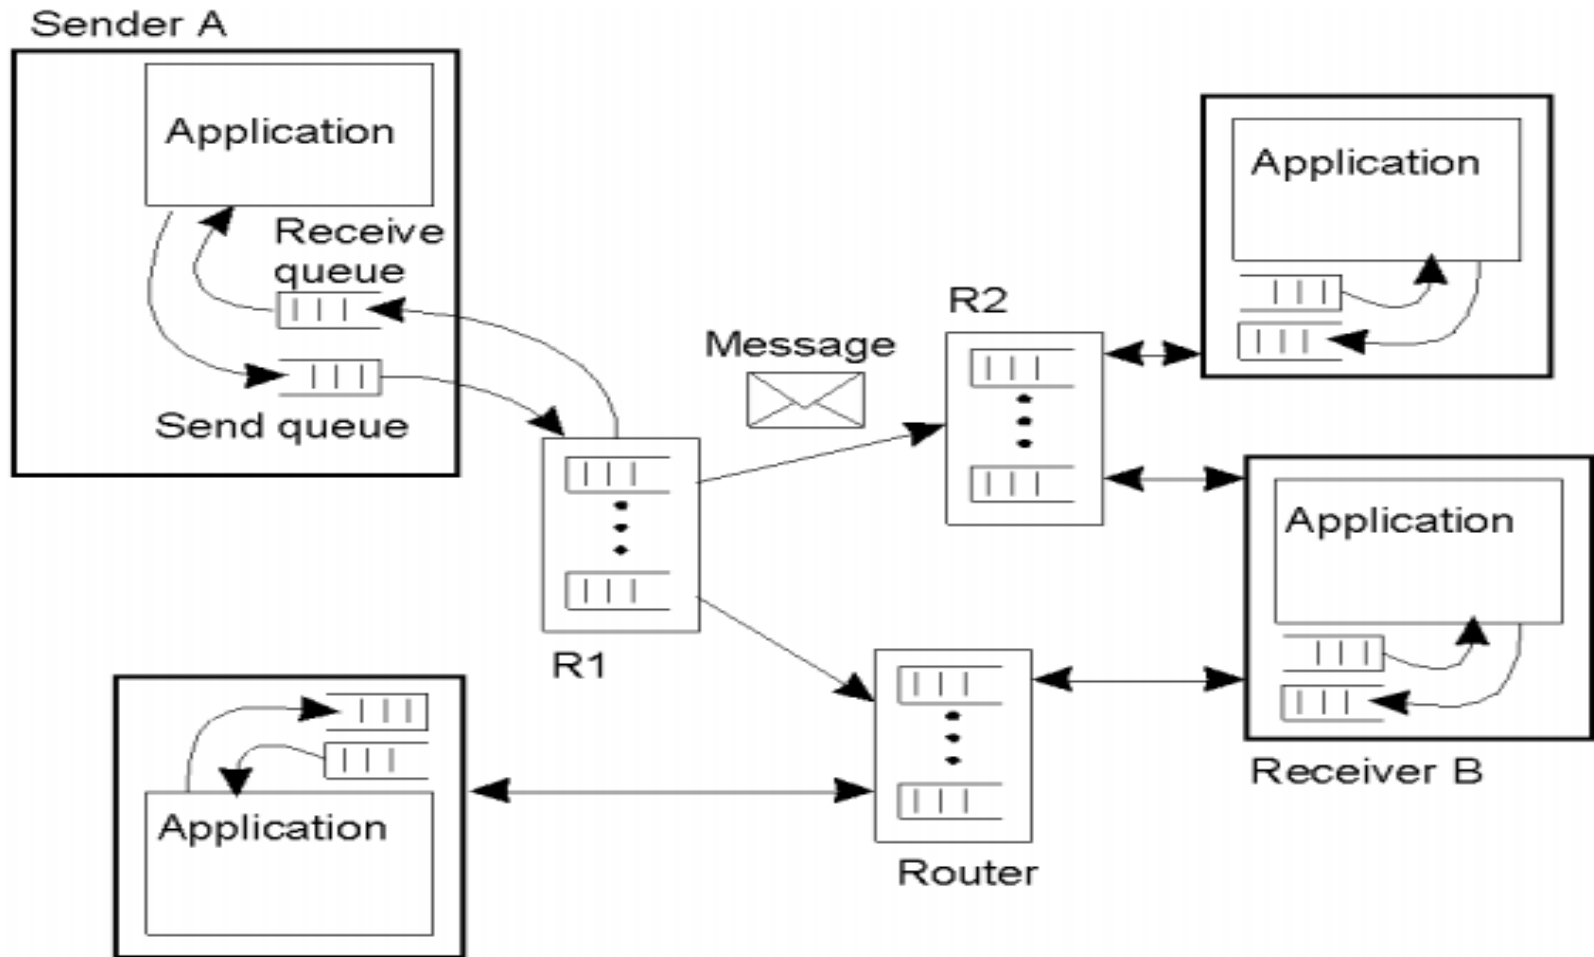 Sender A
Application
Receive
queue
Send queue
R1
Message
R2
Application
Application
Receiver B
Router
Application